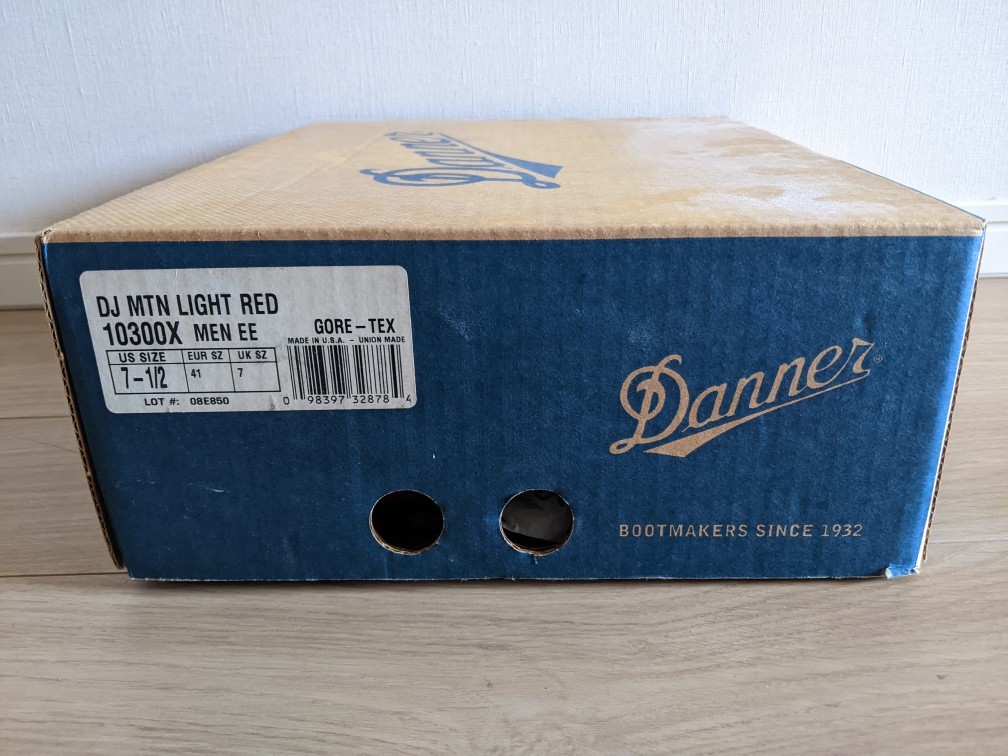 Danner
DJ MTN LIGHT RED
10300X MEN EE
GORE-TEX
MADE IN U.S.A. - UNION MADE
US SIZE EUR SZ UK SZ
7-1/2 41 7
LOT #: 08E850
0 98397 32878 4
Danner®
BOOTMAKERS SINCE 1932